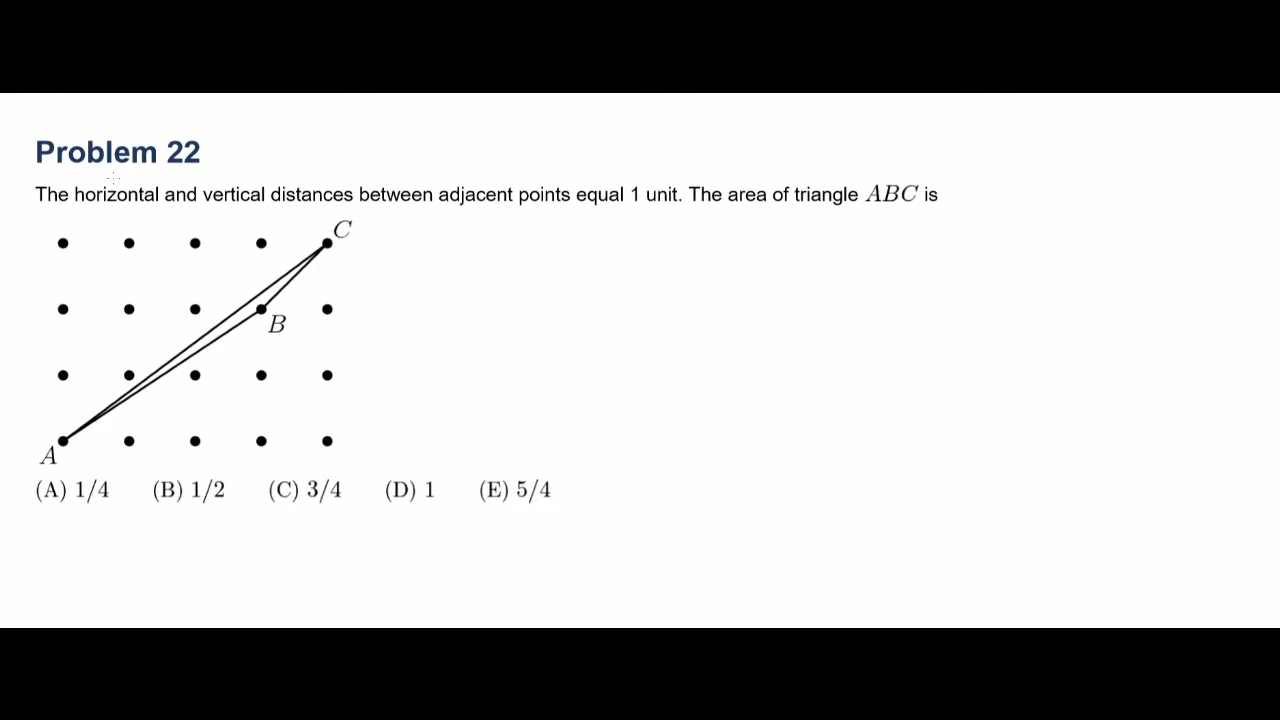 Problem 22
The horizontal and vertical distances between adjacent points equal 1 unit. The area of triangle ABC is
C
B
A
(A) 1/4 (B) 1/2 (C) 3/4 (D) 1 (E) 5/4